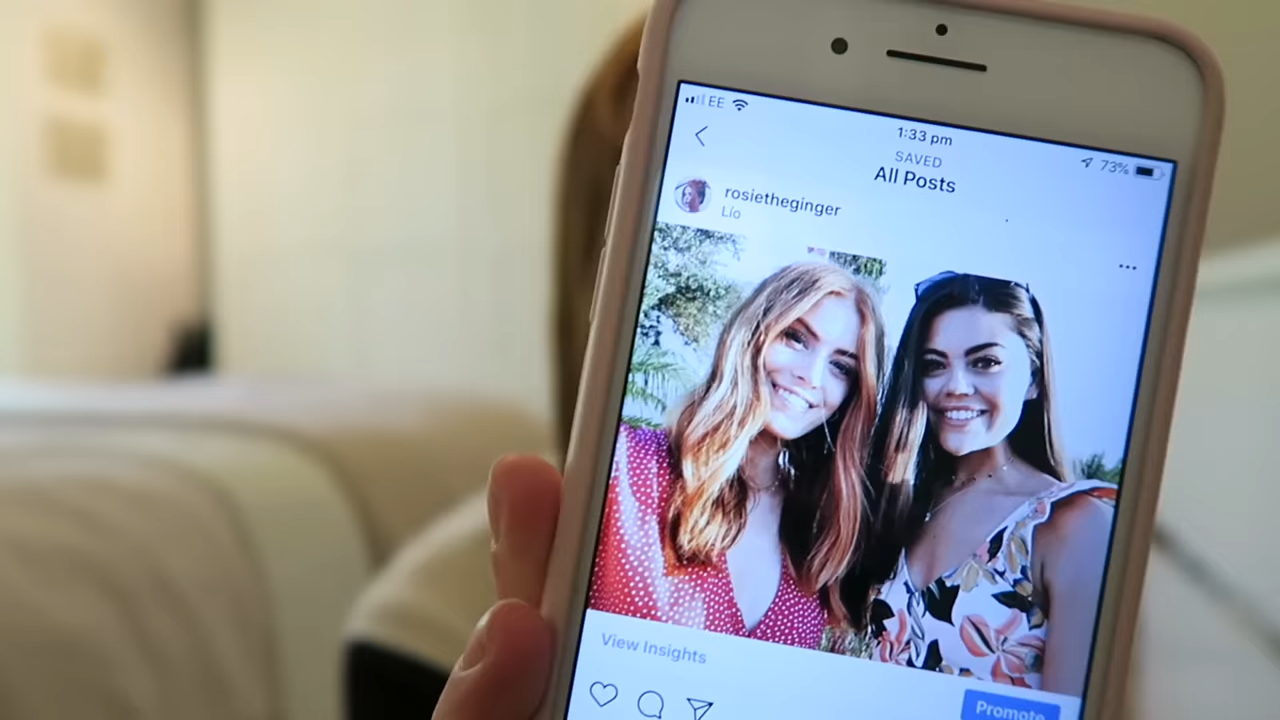 EE
1:33 pm
73%
SAVED
All Posts
rosietheginger
Lío
View Insights
Promote